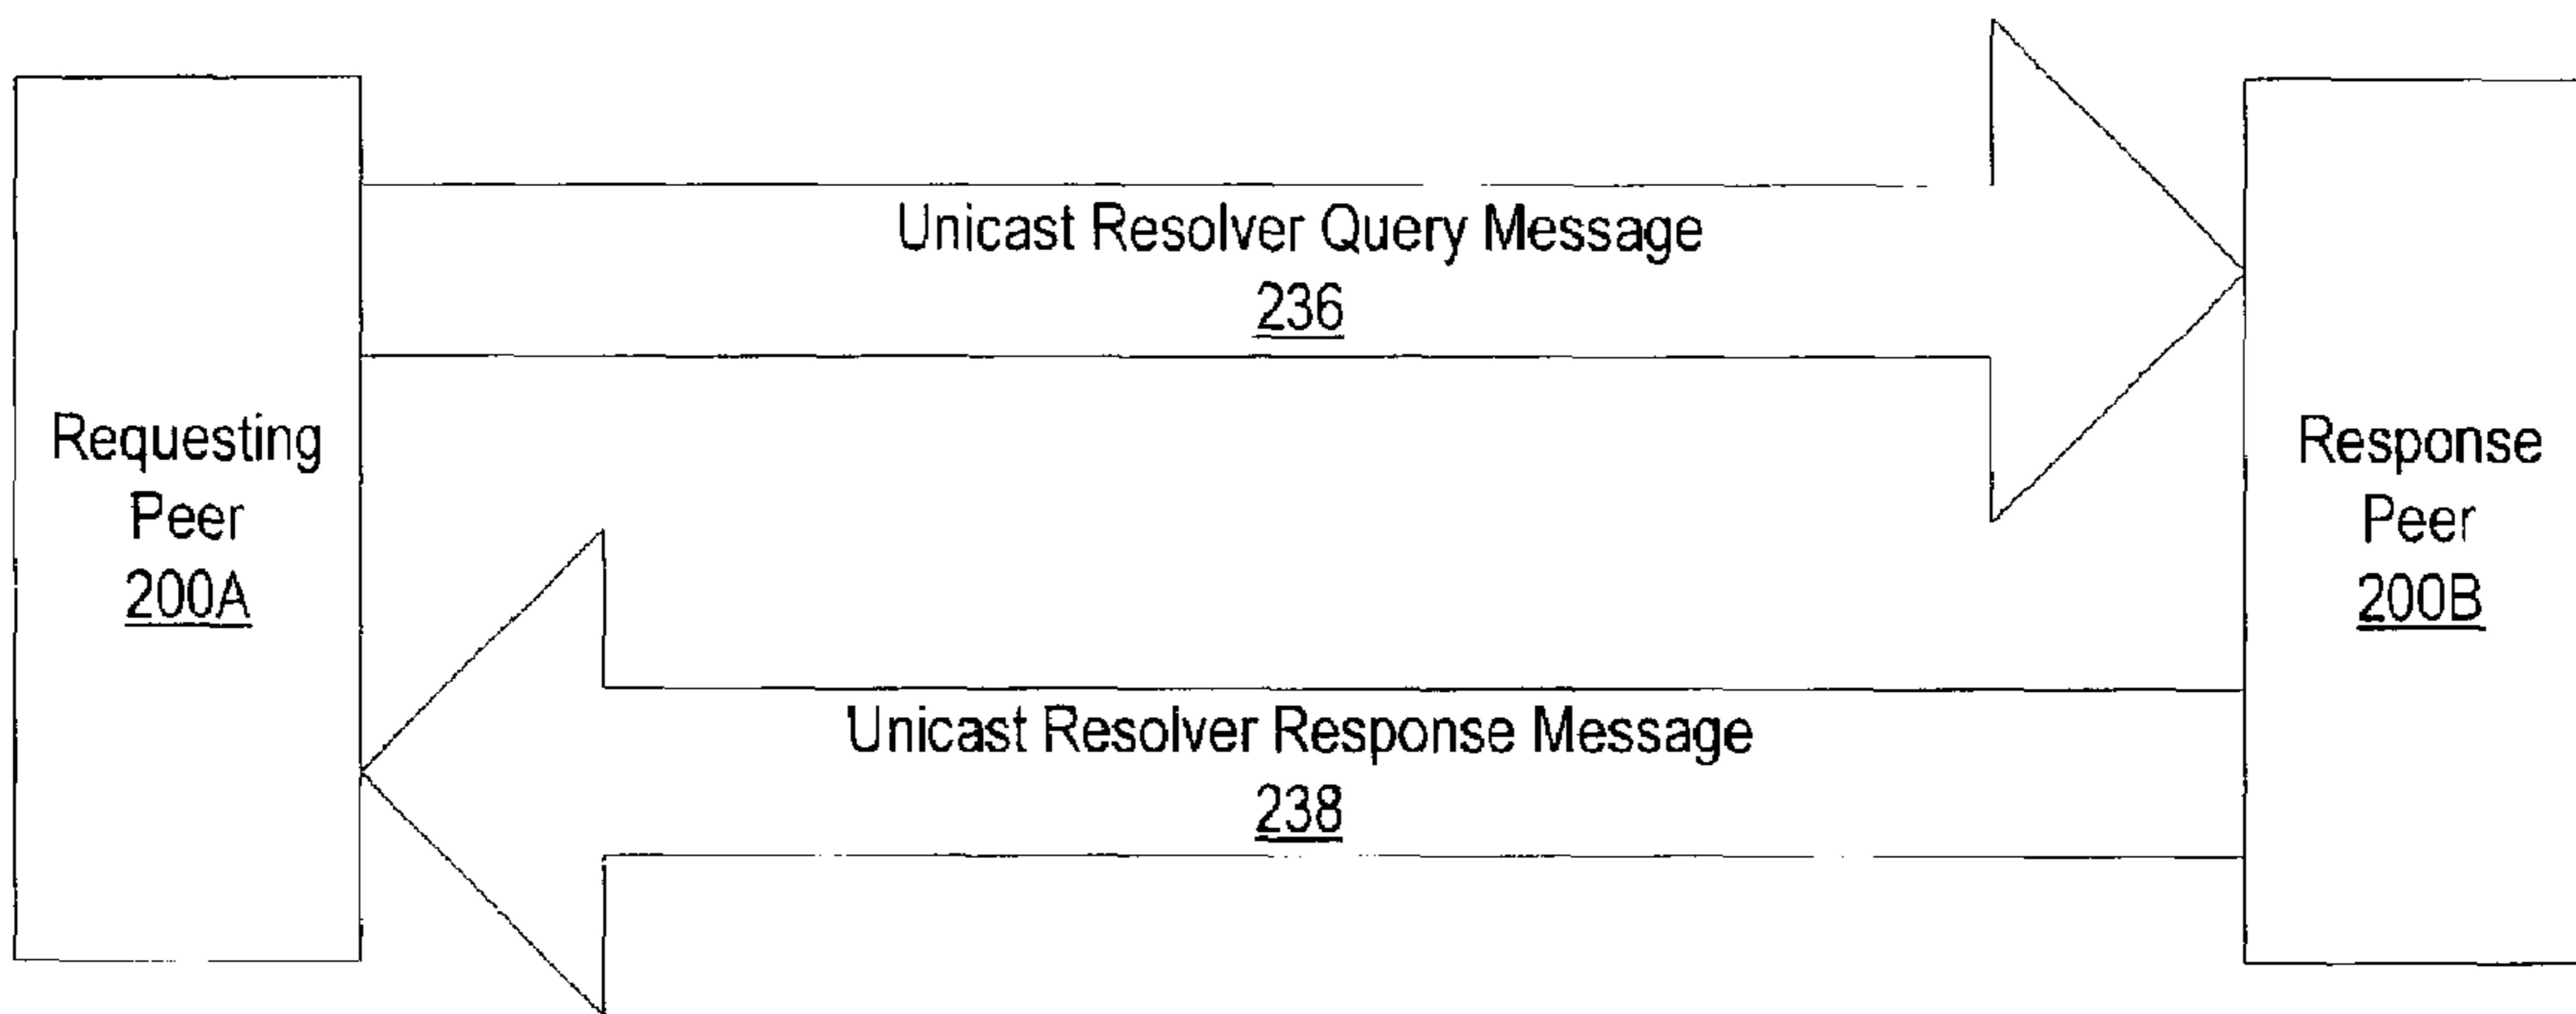 Unicast Resolver Query Message
236
Requesting
Peer
200A
Response
Peer
200B
Unicast Resolver Response Message
238